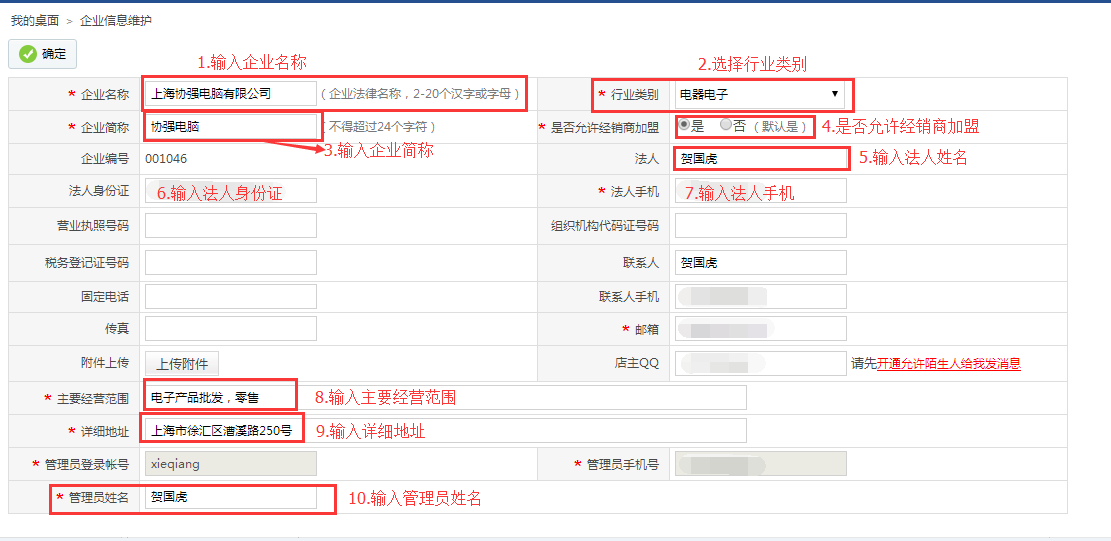 我的桌面 > 企业信息维护
确定
1.输入企业名称
2.选择行业类别
* 企业名称 上海协强电脑有限公司 (企业法律名称，2-20个汉字或字母) * 行业类别 电器电子
* 企业简称 协强电脑 (不得超过24个字符) * 是否允许经销商加盟 是 否 (默认是) 4.是否允许经销商加盟
3.输入企业简称
企业编号 001046 法人 贺国虎 5.输入法人姓名
法人身份证 6.输入法人身份证 * 法人手机 7.输入法人手机
营业执照号码 组织机构代码证号码
税务登记证号码 联系人 贺国虎
固定电话 联系人手机
传真 * 邮箱
附件上传 上传附件 店主QQ 请先开通允许陌生人给我发消息
* 主要经营范围 电子产品批发，零售 8.输入主要经营范围
* 详细地址 上海市徐汇区漕溪路250号 9.输入详细地址
* 管理员登录帐号 xieqiang * 管理员手机号
* 管理员姓名 贺国虎 10.输入管理员姓名